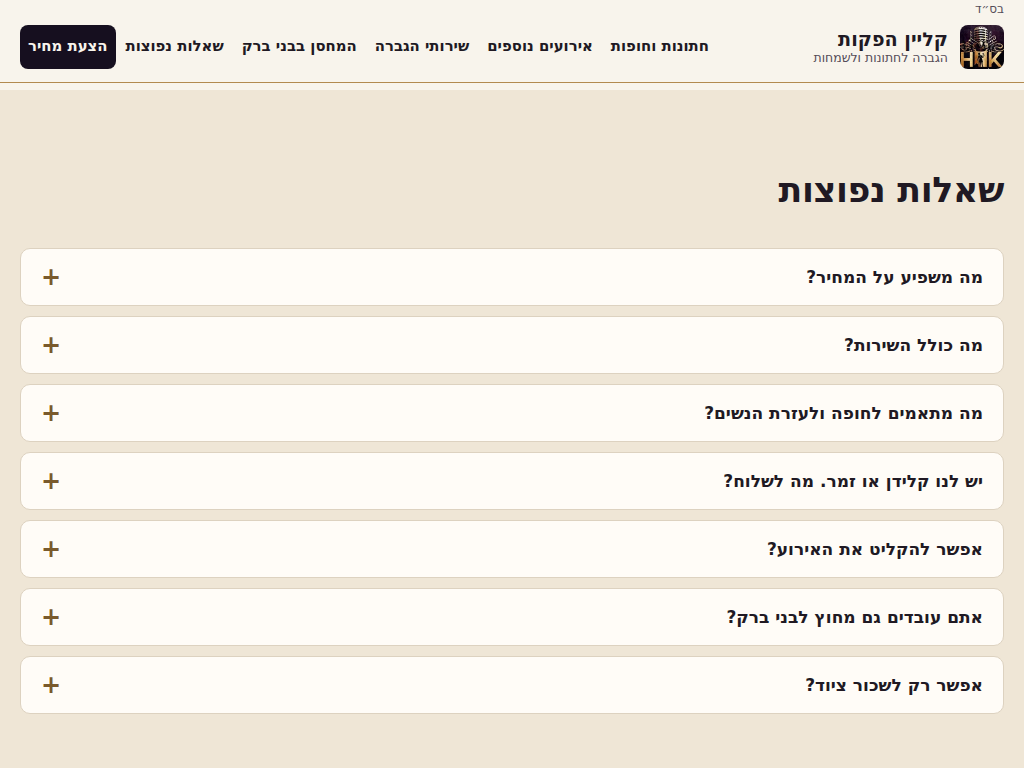 בס״ד
קליין הפקות
הגברה לחתונות ולשמחות
חתונות וחופות
אירועים נוספים
שירותי הגברה
המחסן בבני ברק
שאלות נפוצות
הצעת מחיר
שאלות נפוצות
מה משפיע על המחיר?
מה כולל השירות?
מה מתאמים לחופה ולעזרת הנשים?
יש לנו קלידן או זמר. מה לשלוח?
אפשר להקליט את האירוע?
אתם עובדים גם מחוץ לבני ברק?
אפשר רק לשכור ציוד?